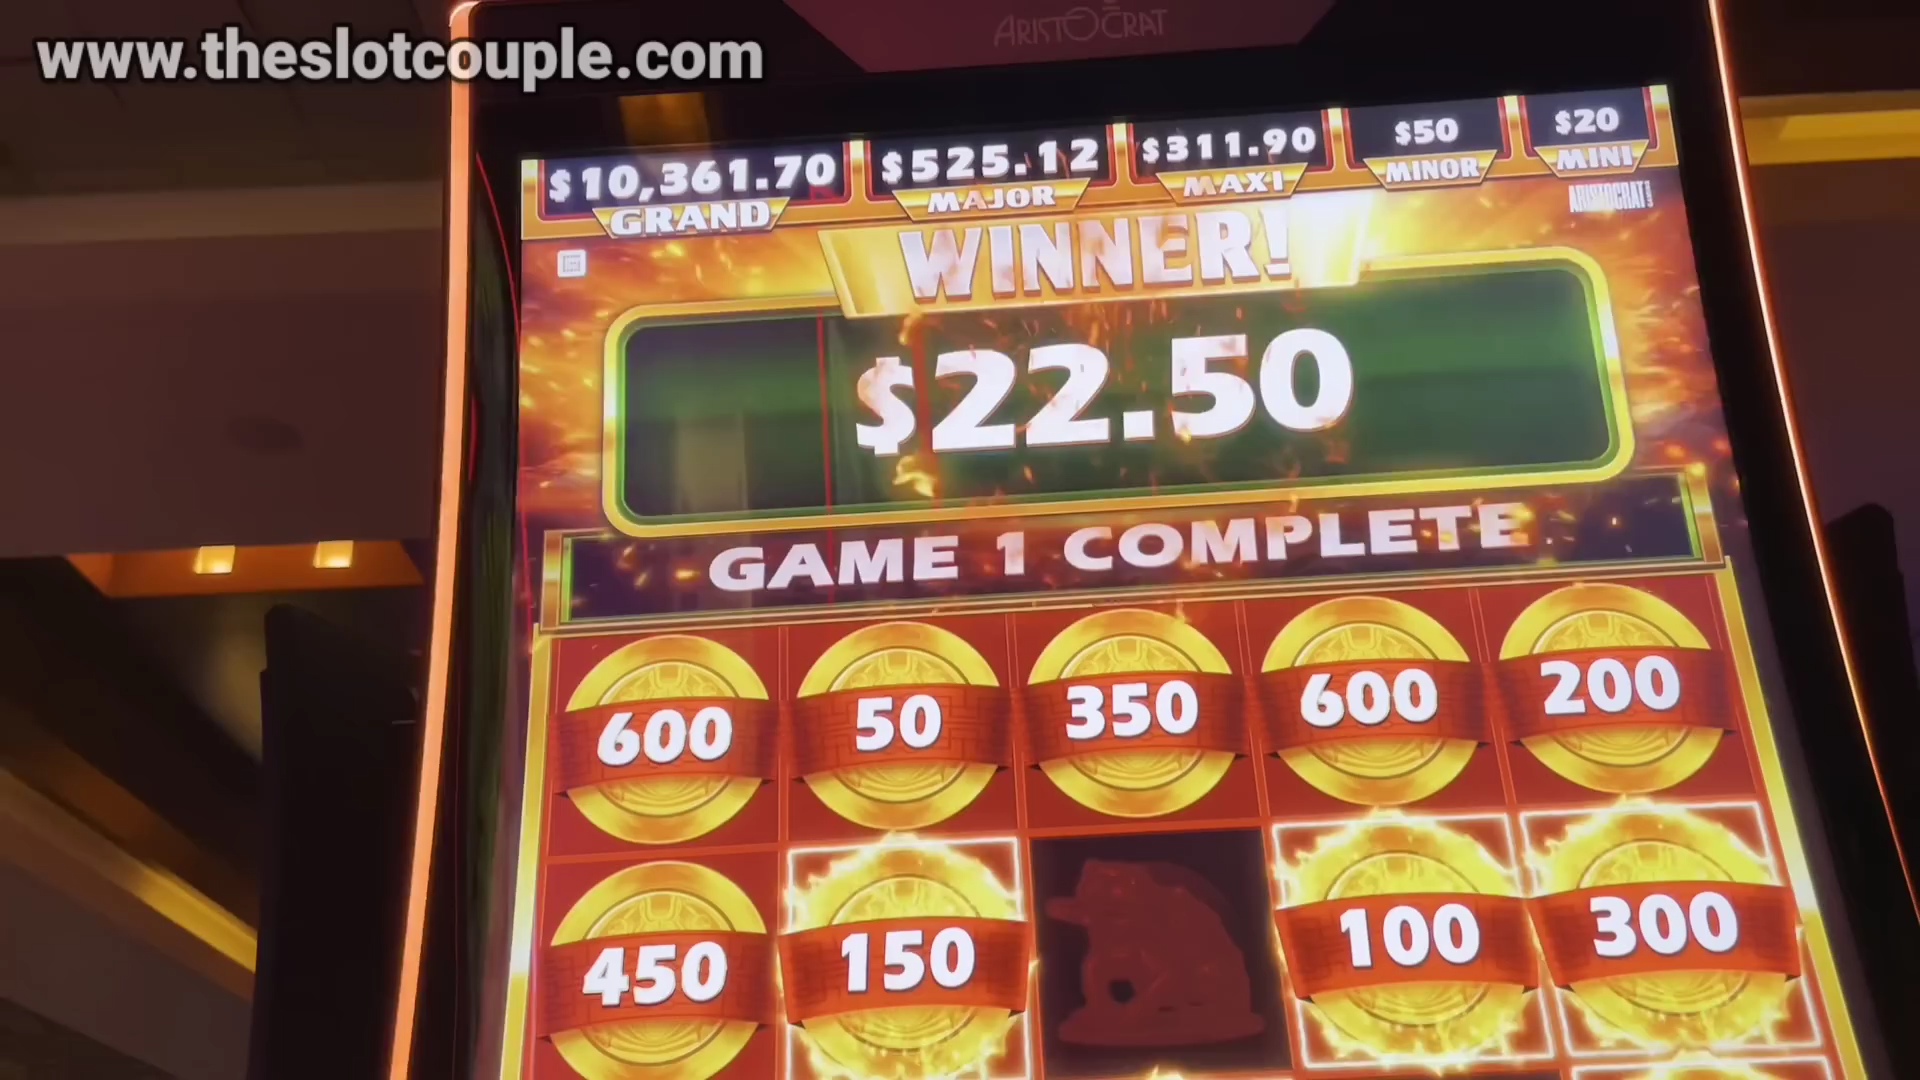 www.theslotcouple.com
ARISTOCRAT
$10,361.70 $525.12 $311.90 $50 $20
GRAND MAJOR MAXI MINOR MINI
ARISTOCRAT
WINNER!
$22.50
GAME 1 COMPLETE
600 50 350 600 200
450 150 100 300